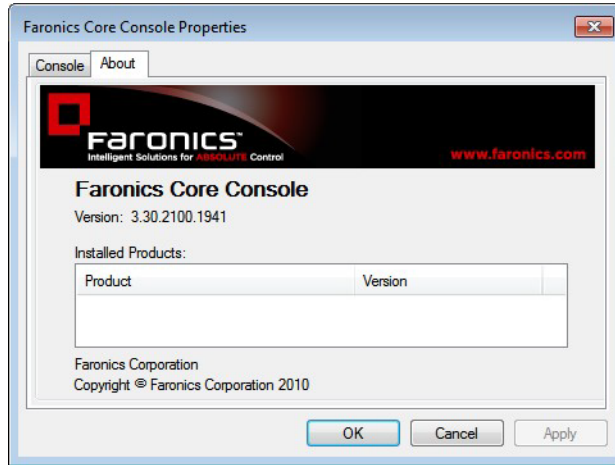 Faronics Core Console Properties
Console About
FARONICS™
Intelligent Solutions for ABSOLUTE Control
www.faronics.com
Faronics Core Console
Version: 3.30.2100.1941
Installed Products:
Product Version
Faronics Corporation
Copyright © Faronics Corporation 2010
OK Cancel Apply